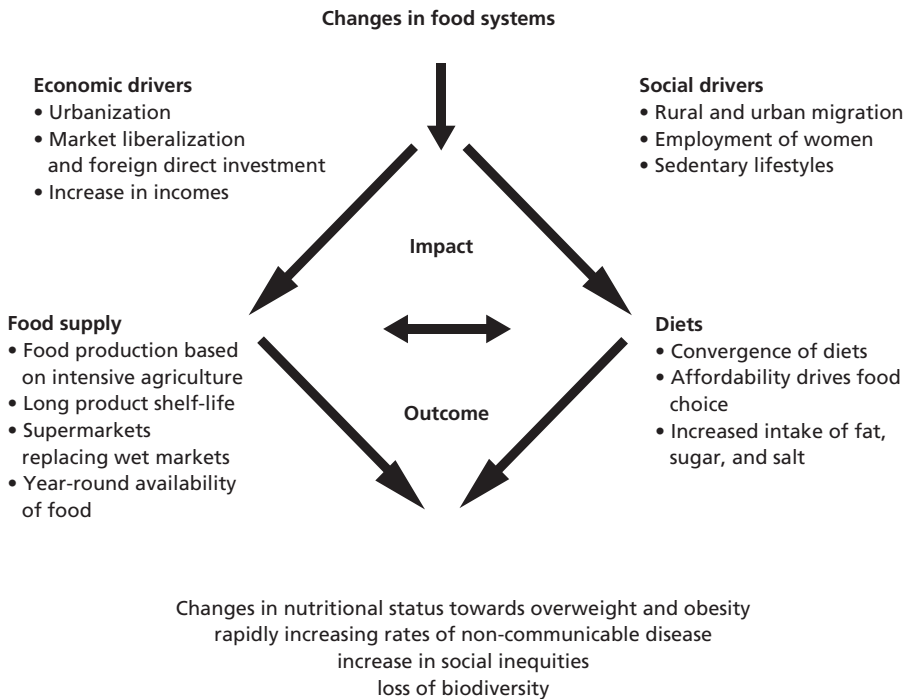 Changes in food systems
Economic drivers
• Urbanization
• Market liberalization
and foreign direct investment
• Increase in incomes
Social drivers
• Rural and urban migration
• Employment of women
• Sedentary lifestyles
Impact
Food supply
• Food production based
on intensive agriculture
• Long product shelf-life
• Supermarkets
replacing wet markets
• Year-round availability
of food
Diets
• Convergence of diets
• Affordability drives food
choice
• Increased intake of fat,
sugar, and salt
Outcome
Changes in nutritional status towards overweight and obesity
rapidly increasing rates of non-communicable disease
increase in social inequities
loss of biodiversity